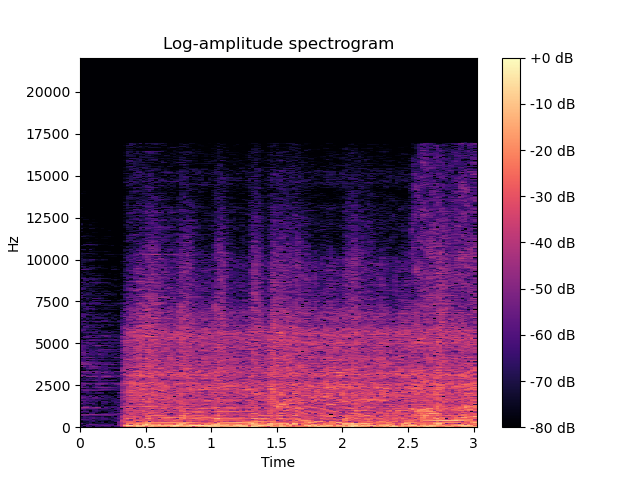 Log-amplitude spectrogram
Hz
20000
17500
15000
12500
10000
7500
5000
2500
0
0 0.5 1 1.5 2 2.5 3
Time
+0 dB
-10 dB
-20 dB
-30 dB
-40 dB
-50 dB
-60 dB
-70 dB
-80 dB